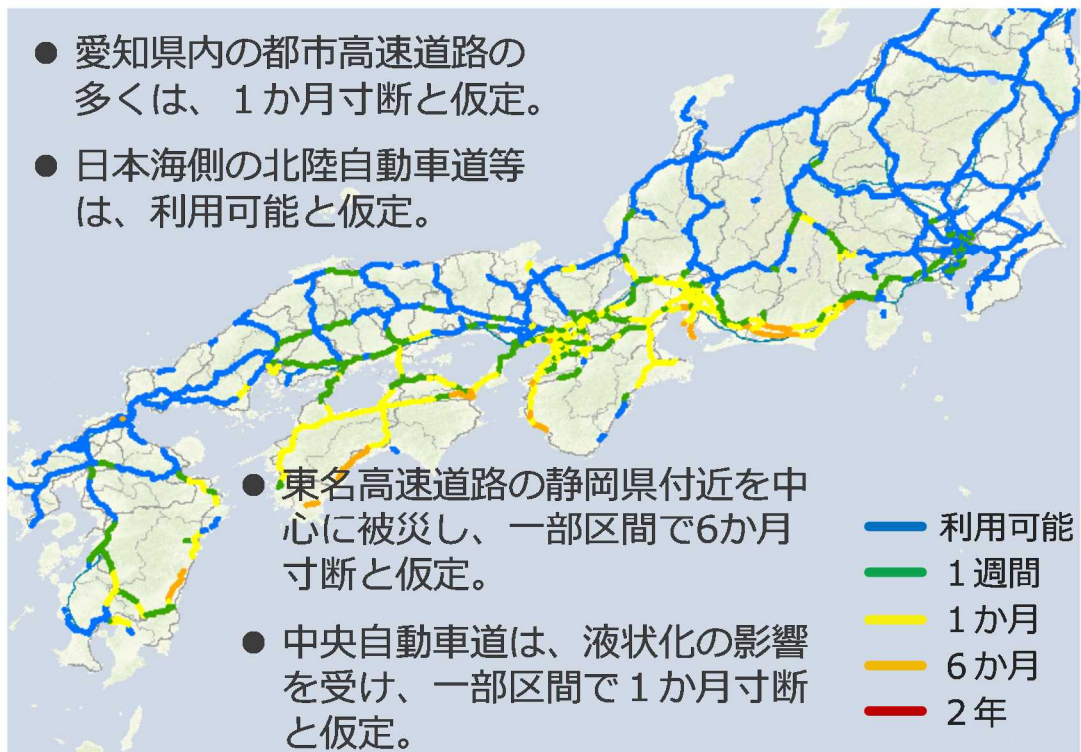 ● 愛知県内の都市高速道路の
多くは、１か月寸断と仮定。
● 日本海側の北陸自動車道等
は、利用可能と仮定。
● 東名高速道路の静岡県付近を中
心に被災し、一部区間で6か月
寸断と仮定。
● 中央自動車道は、液状化の影響
を受け、一部区間で１か月寸断
と仮定。
利用可能
１週間
１か月
６か月
２年